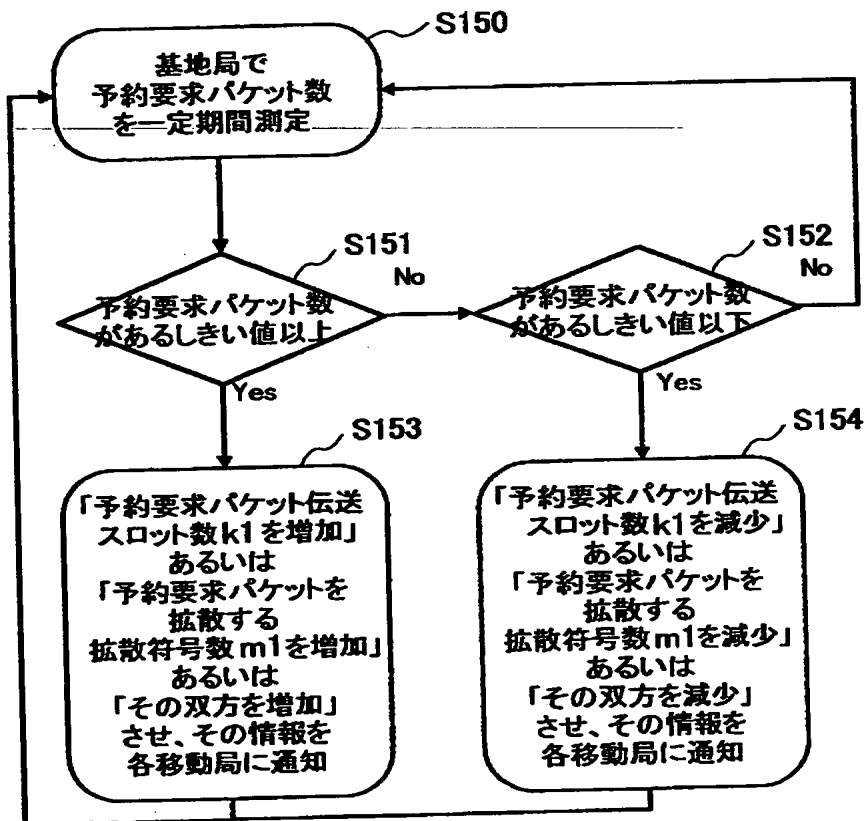 S150
基地局で
予約要求パケット数
を一定期間測定
S151
予約要求パケット数
があるしきい値以上
No
Yes
S152
予約要求パケット数
があるしきい値以下
No
Yes
S153
「予約要求パケット伝送
スロット数k1を増加」
あるいは
「予約要求パケットを
拡散する
拡散符号数m1を増加」
あるいは
「その双方を増加」
させ、その情報を
各移動局に通知
S154
「予約要求パケット伝送
スロット数k1を減少」
あるいは
「予約要求パケットを
拡散する
拡散符号数m1を減少」
あるいは
「その双方を減少」
させ、その情報を
各移動局に通知